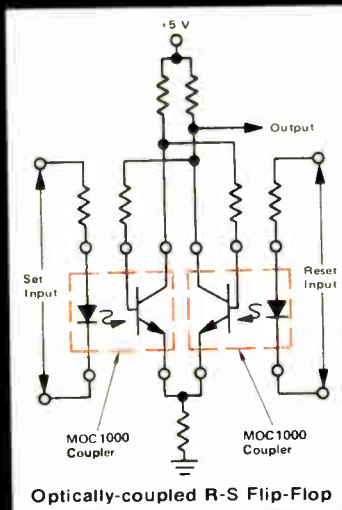 +5 V
Output
Set
Input
Reset
Input
MOC1000
Coupler
MOC1000
Coupler
Optically-coupled R-S Flip-Flop